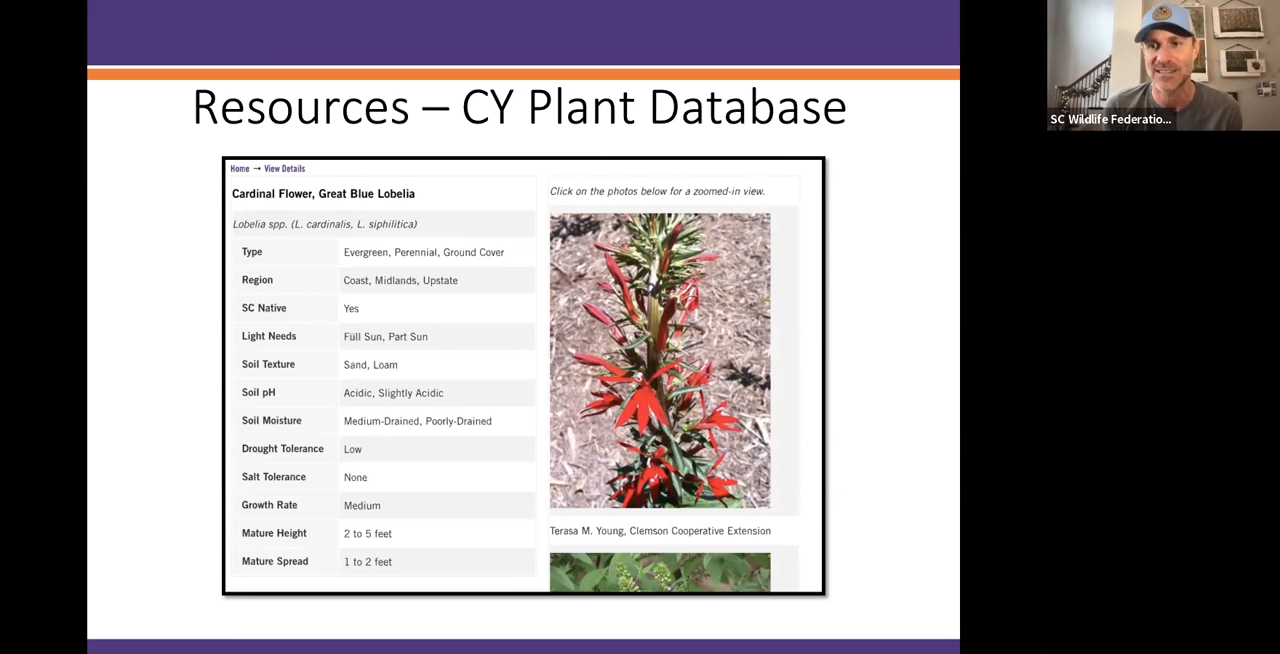 Resources – CY Plant Database
SC Wildlife Federatio...
Home → View Details
Cardinal Flower, Great Blue Lobelia
Lobelia spp. (L. cardinalis, L. siphilitica)
Type Evergreen, Perennial, Ground Cover
Region Coast, Midlands, Upstate
SC Native Yes
Light Needs Full Sun, Part Sun
Soil Texture Sand, Loam
Soil pH Acidic, Slightly Acidic
Soil Moisture Medium-Drained, Poorly-Drained
Drought Tolerance Low
Salt Tolerance None
Growth Rate Medium
Mature Height 2 to 5 feet
Mature Spread 1 to 2 feet
Click on the photos below for a zoomed-in view.
Terasa M. Young, Clemson Cooperative Extension